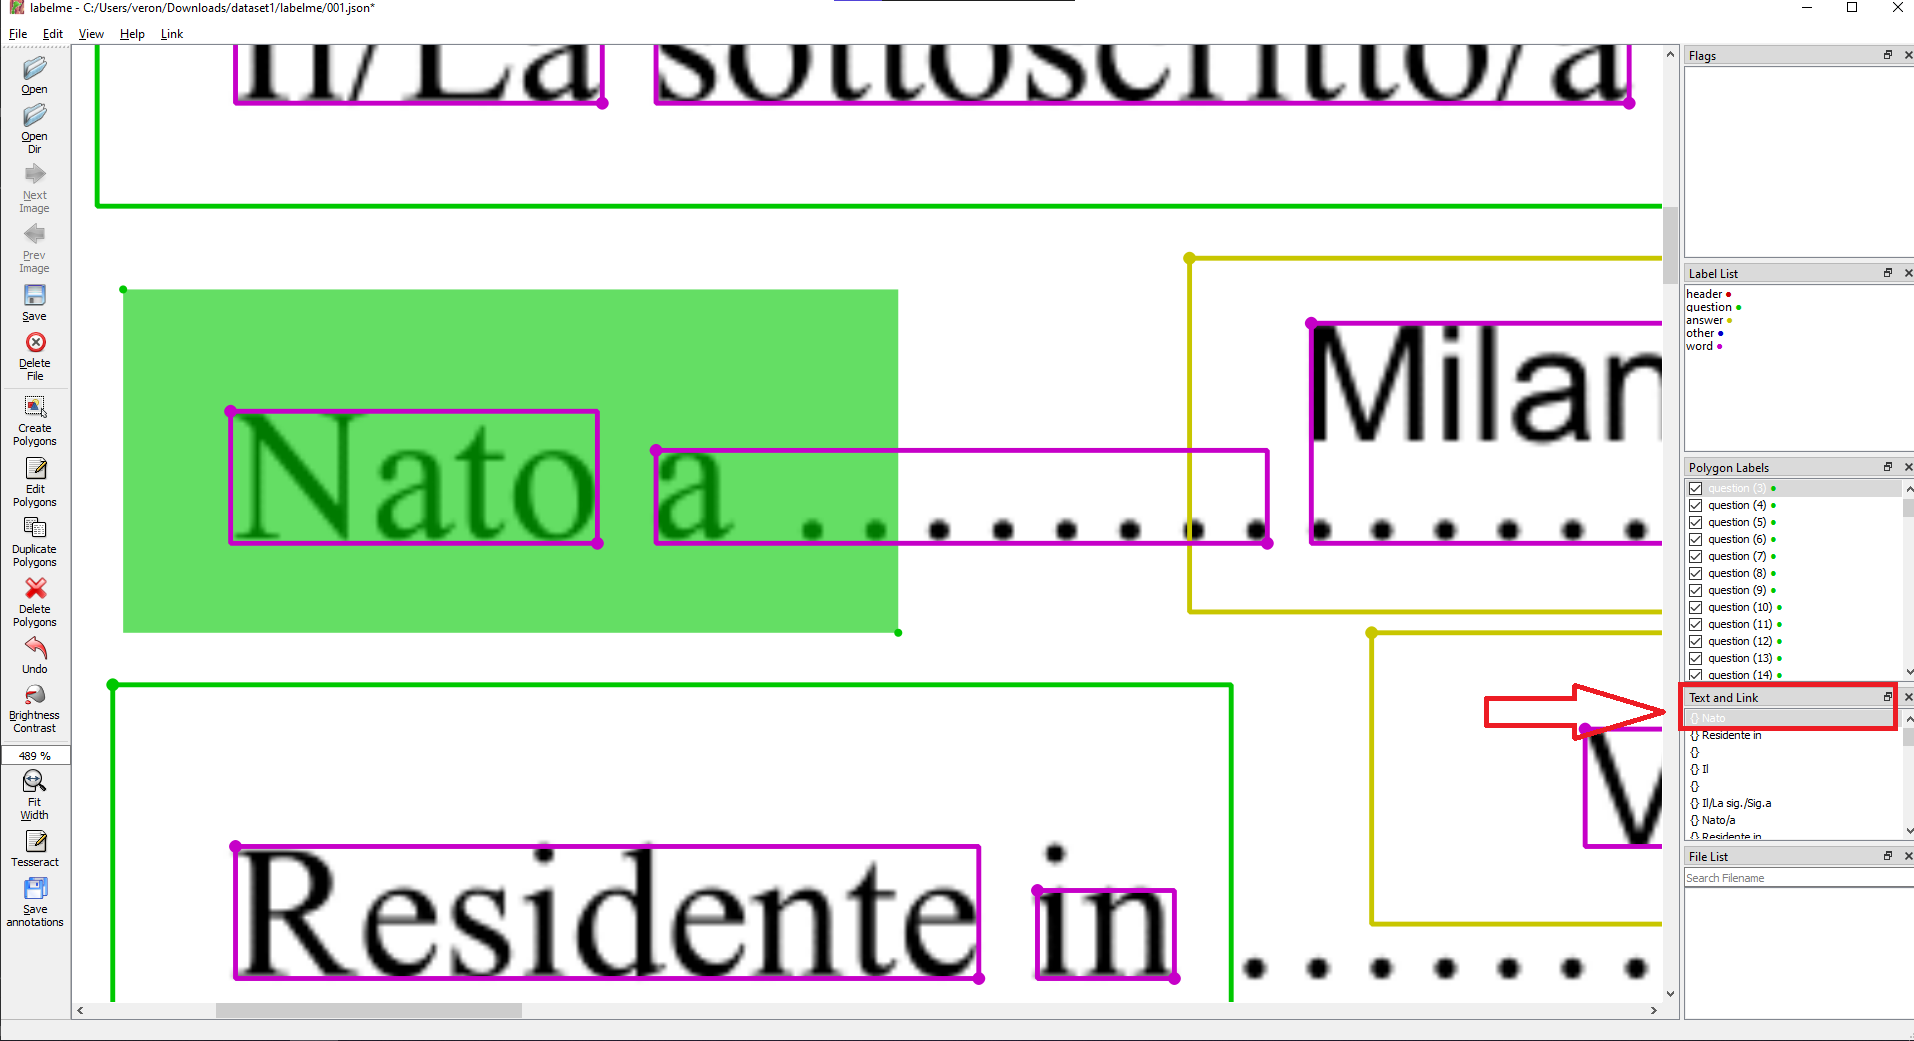 labelme - C:/Users/veron/Downloads/dataset1/labelme/001.json*
File Edit View Help Link
Open
Open Dir
Next Image
Prev Image
Save
Delete File
Create Polygons
Edit Polygons
Duplicate Polygons
Delete Polygons
Undo
Brightness Contrast
489 %
Fit Width
Tesseract
Save annotations
Il/La sottoscritto/a
Nato a . . . . . . . . Milan
Residente in . . . . . . .
Flags
Label List
header
question
answer
other
word
Polygon Labels
question (3)
question (4)
question (5)
question (6)
question (7)
question (8)
question (9)
question (10)
question (11)
question (12)
question (13)
question (14)
Text and Link
{} Nato
{} Residente in
{}
{} Il
{}
{} Il/La sig./Sig.a
{} Nato/a
{} Residente in
File List
Search Filename